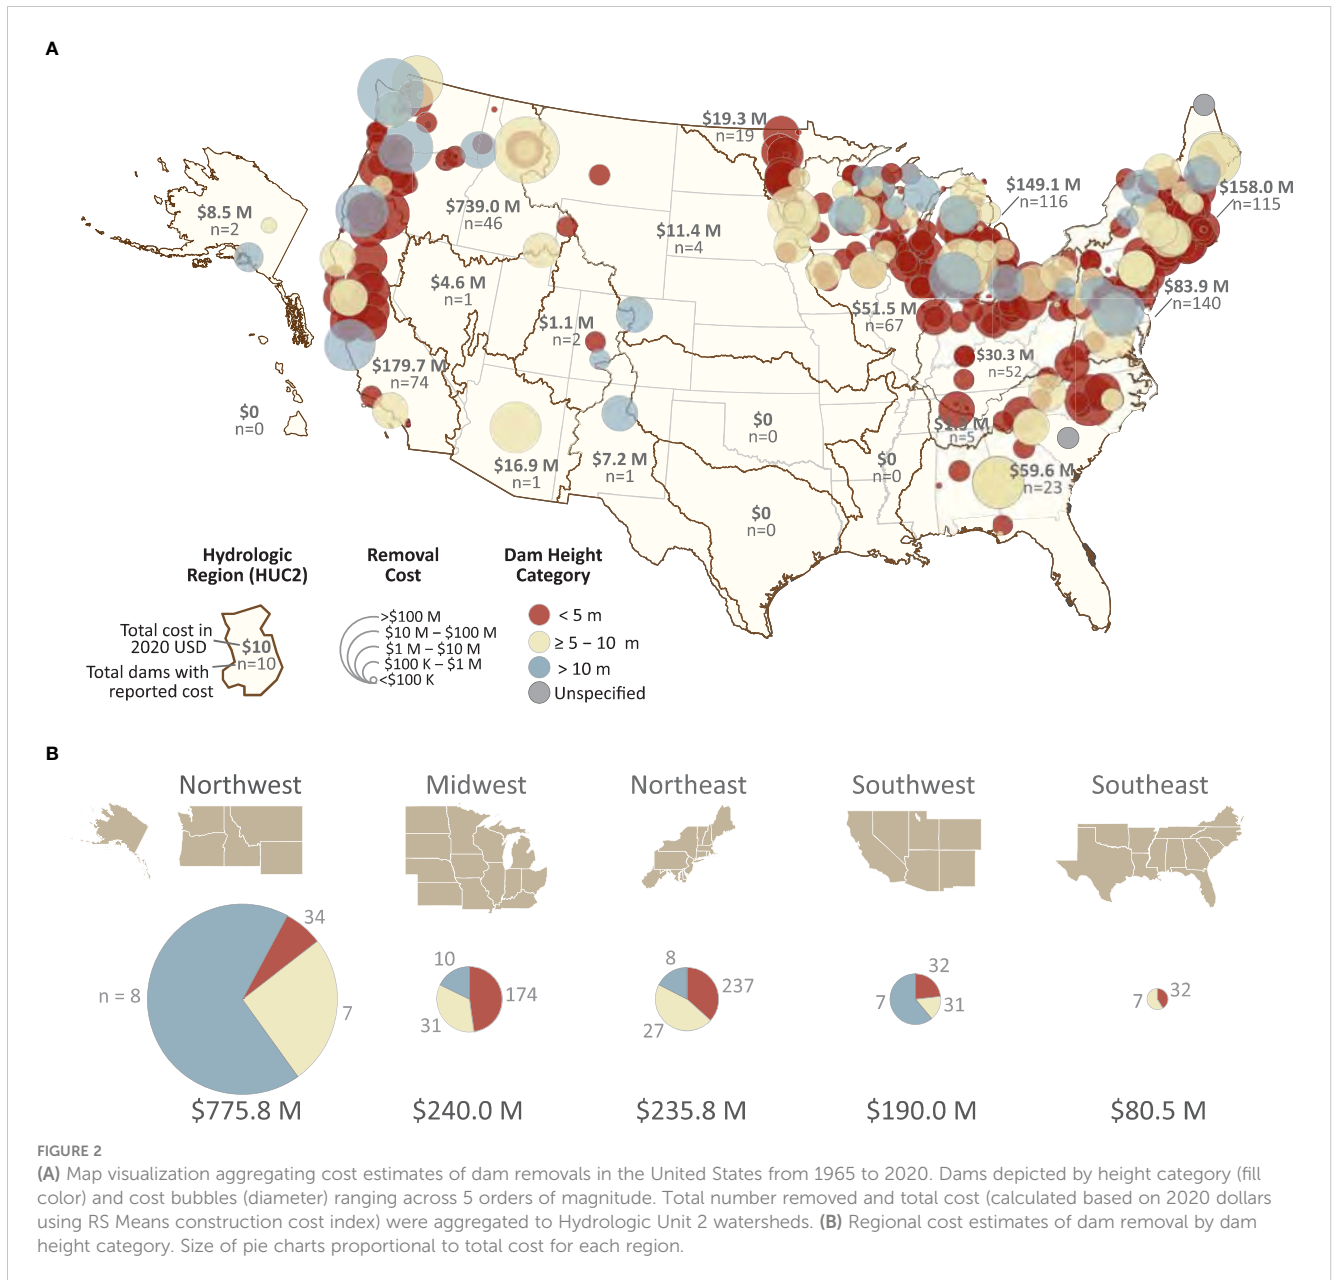 A
$19.3 M
n=19
$149.1 M
n=116
$158.0 M
n=115
$8.5 M
n=2
$739.0 M
n=46
$11.4 M
n=4
$83.9 M
n=140
$4.6 M
n=1
$51.5 M
n=67
$1.1 M
n=2
$30.3 M
n=52
$179.7 M
n=74
$0
n=0
$0
n=0
n=5
$16.9 M
n=1
$7.2 M
n=1
$0
n=0
$59.6 M
n=23
$0
n=0
Hydrologic
Region (HUC2)
Total cost in
2020 USD
$10
n=10
Total dams with
reported cost
Removal
Cost
>$100 M
$10 M – $100 M
$1 M – $10 M
$100 K – $1 M
<$100 K
Dam Height
Category
< 5 m
≥ 5 – 10 m
> 10 m
Unspecified
B
Northwest
Midwest
Northeast
Southwest
Southeast
34
n = 8
7
10
174
31
8
237
27
32
7
31
7
32
$775.8 M
$240.0 M
$235.8 M
$190.0 M
$80.5 M
FIGURE 2
(A) Map visualization aggregating cost estimates of dam removals in the United States from 1965 to 2020. Dams depicted by height category (fill
color) and cost bubbles (diameter) ranging across 5 orders of magnitude. Total number removed and total cost (calculated based on 2020 dollars
using RS Means construction cost index) were aggregated to Hydrologic Unit 2 watersheds. (B) Regional cost estimates of dam removal by dam
height category. Size of pie charts proportional to total cost for each region.